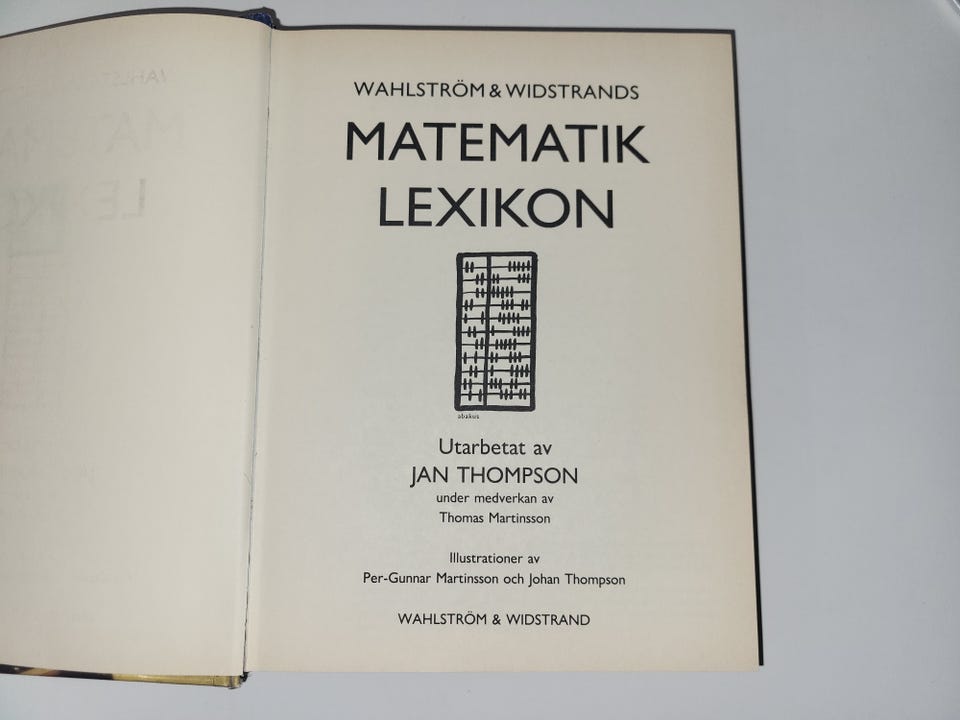 WAHLSTRÖM & WIDSTRANDS
MATEMATIK
LEXIKON
abakus
Utarbetat av
JAN THOMPSON
under medverkan av
Thomas Martinsson
Illustrationer av
Per-Gunnar Martinsson och Johan Thompson
WAHLSTRÖM & WIDSTRAND